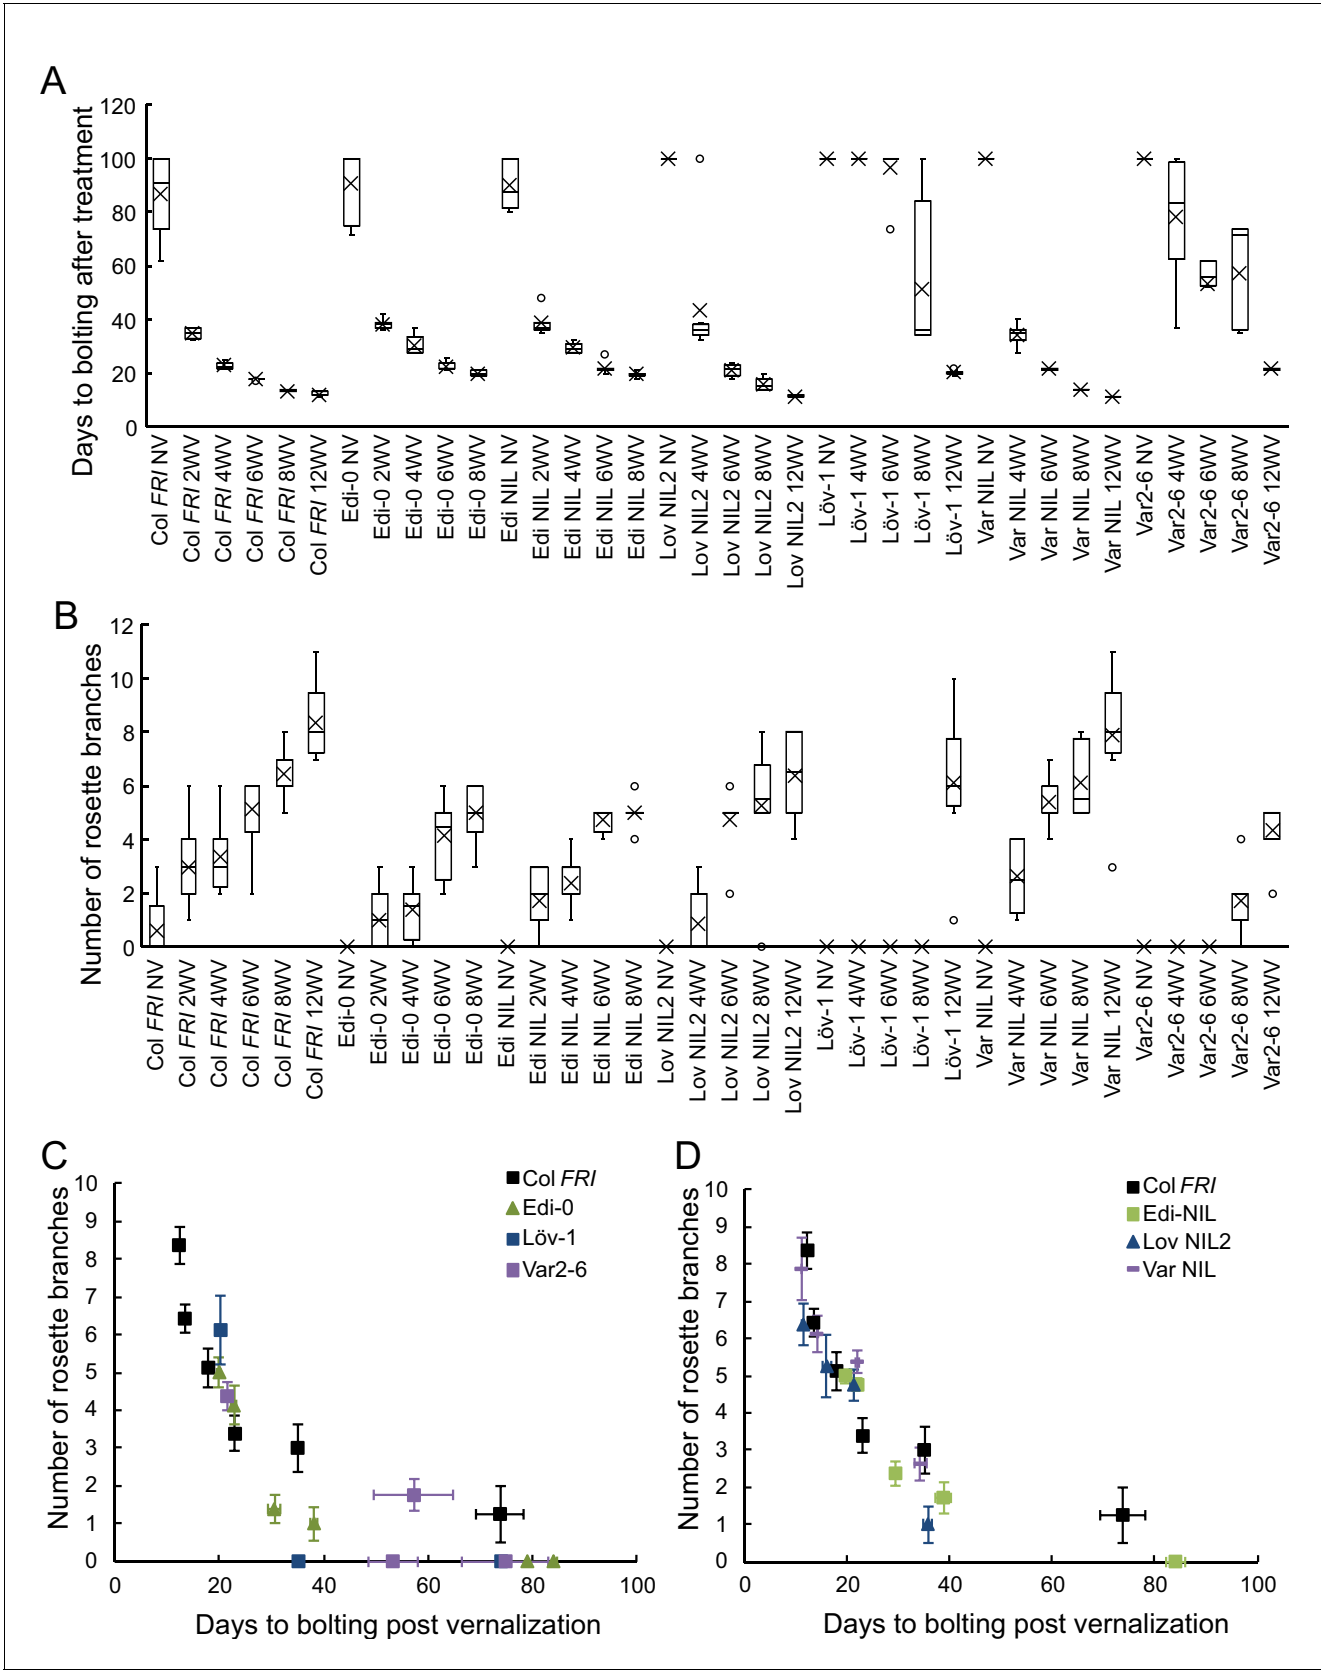 A
Days to bolting after treatment
120
100
80
60
40
20
0
Col FRI NV
Col FRI 2WV
Col FRI 4WV
Col FRI 6WV
Col FRI 8WV
Col FRI 12WV
Edi-0 NV
Edi-0 2WV
Edi-0 4WV
Edi-0 6WV
Edi-0 8WV
Edi NIL NV
Edi NIL 2WV
Edi NIL 4WV
Edi NIL 6WV
Edi NIL 8WV
Lov NIL2 NV
Lov NIL2 4WV
Lov NIL2 6WV
Lov NIL2 8WV
Lov NIL2 12WV
Löv-1 NV
Löv-1 4WV
Löv-1 6WV
Löv-1 8WV
Löv-1 12WV
Var NIL NV
Var NIL 4WV
Var NIL 6WV
Var NIL 8WV
Var NIL 12WV
Var2-6 NV
Var2-6 4WV
Var2-6 6WV
Var2-6 8WV
Var2-6 12WV
B
Number of rosette branches
12
10
8
6
4
2
0
Col FRI NV
Col FRI 2WV
Col FRI 4WV
Col FRI 6WV
Col FRI 8WV
Col FRI 12WV
Edi-0 NV
Edi-0 2WV
Edi-0 4WV
Edi-0 6WV
Edi-0 8WV
Edi NIL NV
Edi NIL 2WV
Edi NIL 4WV
Edi NIL 6WV
Edi NIL 8WV
Lov NIL2 NV
Lov NIL2 4WV
Lov NIL2 6WV
Lov NIL2 8WV
Lov NIL2 12WV
Löv-1 NV
Löv-1 4WV
Löv-1 6WV
Löv-1 8WV
Löv-1 12WV
Var NIL NV
Var NIL 4WV
Var NIL 6WV
Var NIL 8WV
Var NIL 12WV
Var2-6 NV
Var2-6 4WV
Var2-6 6WV
Var2-6 8WV
Var2-6 12WV
C
Number of rosette branches
10
9
8
7
6
5
4
3
2
1
0
0 20 40 60 80 100
Days to bolting post vernalization
Col FRI
Edi-0
Löv-1
Var2-6
D
Number of rosette branches
10
9
8
7
6
5
4
3
2
1
0
0 20 40 60 80 100
Days to bolting post vernalization
Col FRI
Edi-NIL
Lov NIL2
Var NIL